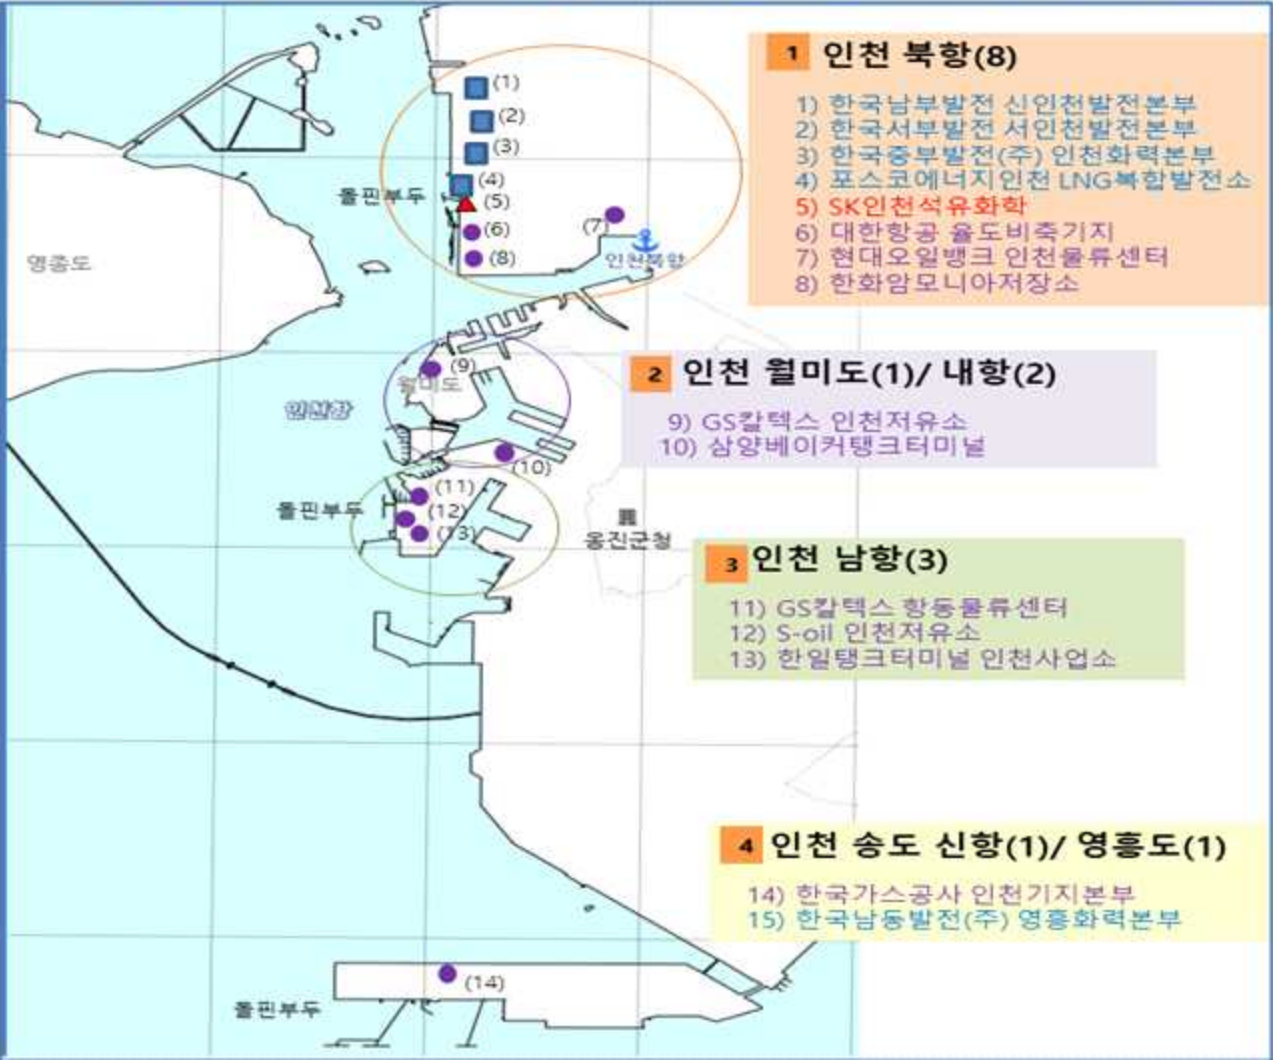 1 인천 북항(8)
1) 한국남부발전 신인천발전본부
2) 한국서부발전 서인천발전본부
3) 한국중부발전(주) 인천화력본부
4) 포스코에너지인천 LNG복합발전소
5) SK인천석유화학
6) 대한항공 율도비축기지
7) 현대오일뱅크 인천물류센터
8) 한화암모니아저장소
(1)
(2)
(3)
(4)
돌핀부두
(5)
(6)
(7)
(8)
인천북항
영종도
2 인천 월미도(1)/ 내항(2)
9) GS칼텍스 인천저유소
10) 삼양베이커탱크터미널
(9)
월미도
인천항
(10)
(11)
돌핀부두
(12)
(13)
옹진군청
3 인천 남항(3)
11) GS칼텍스 항동물류센터
12) S-oil 인천저유소
13) 한일탱크터미널 인천사업소
4 인천 송도 신항(1)/ 영흥도(1)
14) 한국가스공사 인천기지본부
15) 한국남동발전(주) 영흥화력본부
(14)
돌핀부두